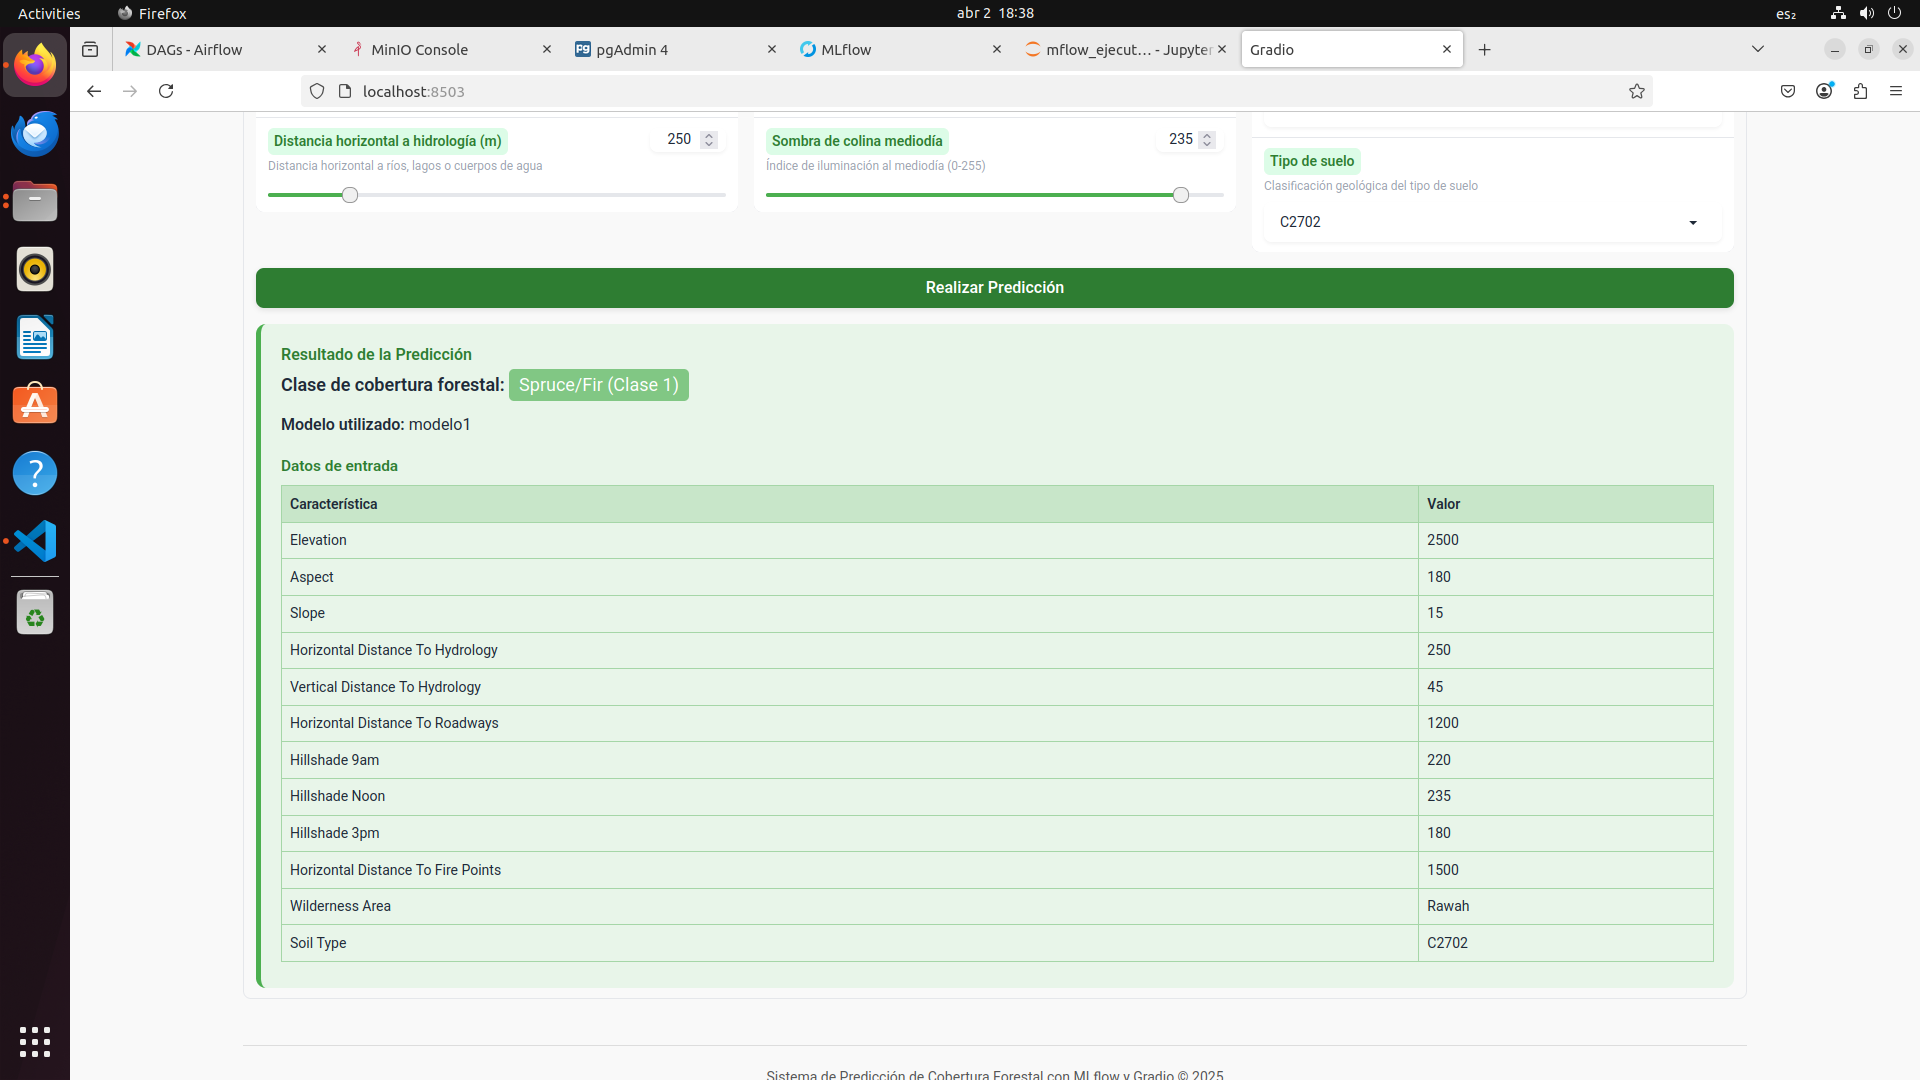 Activities
Firefox
abr 2 18:38
es₂
DAGs - Airflow
MinIO Console
pgAdmin 4
MLflow
mflow_ejecut… - Jupyter
Gradio
localhost:8503
Distancia horizontal a hidrología (m)
250
Distancia horizontal a ríos, lagos o cuerpos de agua
Sombra de colina mediodía
235
Índice de iluminación al mediodía (0-255)
Tipo de suelo
Clasificación geológica del tipo de suelo
C2702
Realizar Predicción
Resultado de la Predicción
Clase de cobertura forestal: Spruce/Fir (Clase 1)
Modelo utilizado: modelo1
Datos de entrada
Característica Valor
Elevation 2500
Aspect 180
Slope 15
Horizontal Distance To Hydrology 250
Vertical Distance To Hydrology 45
Horizontal Distance To Roadways 1200
Hillshade 9am 220
Hillshade Noon 235
Hillshade 3pm 180
Horizontal Distance To Fire Points 1500
Wilderness Area Rawah
Soil Type C2702
Sistema de Predicción de Cobertura Forestal con MLflow y Gradio © 2025